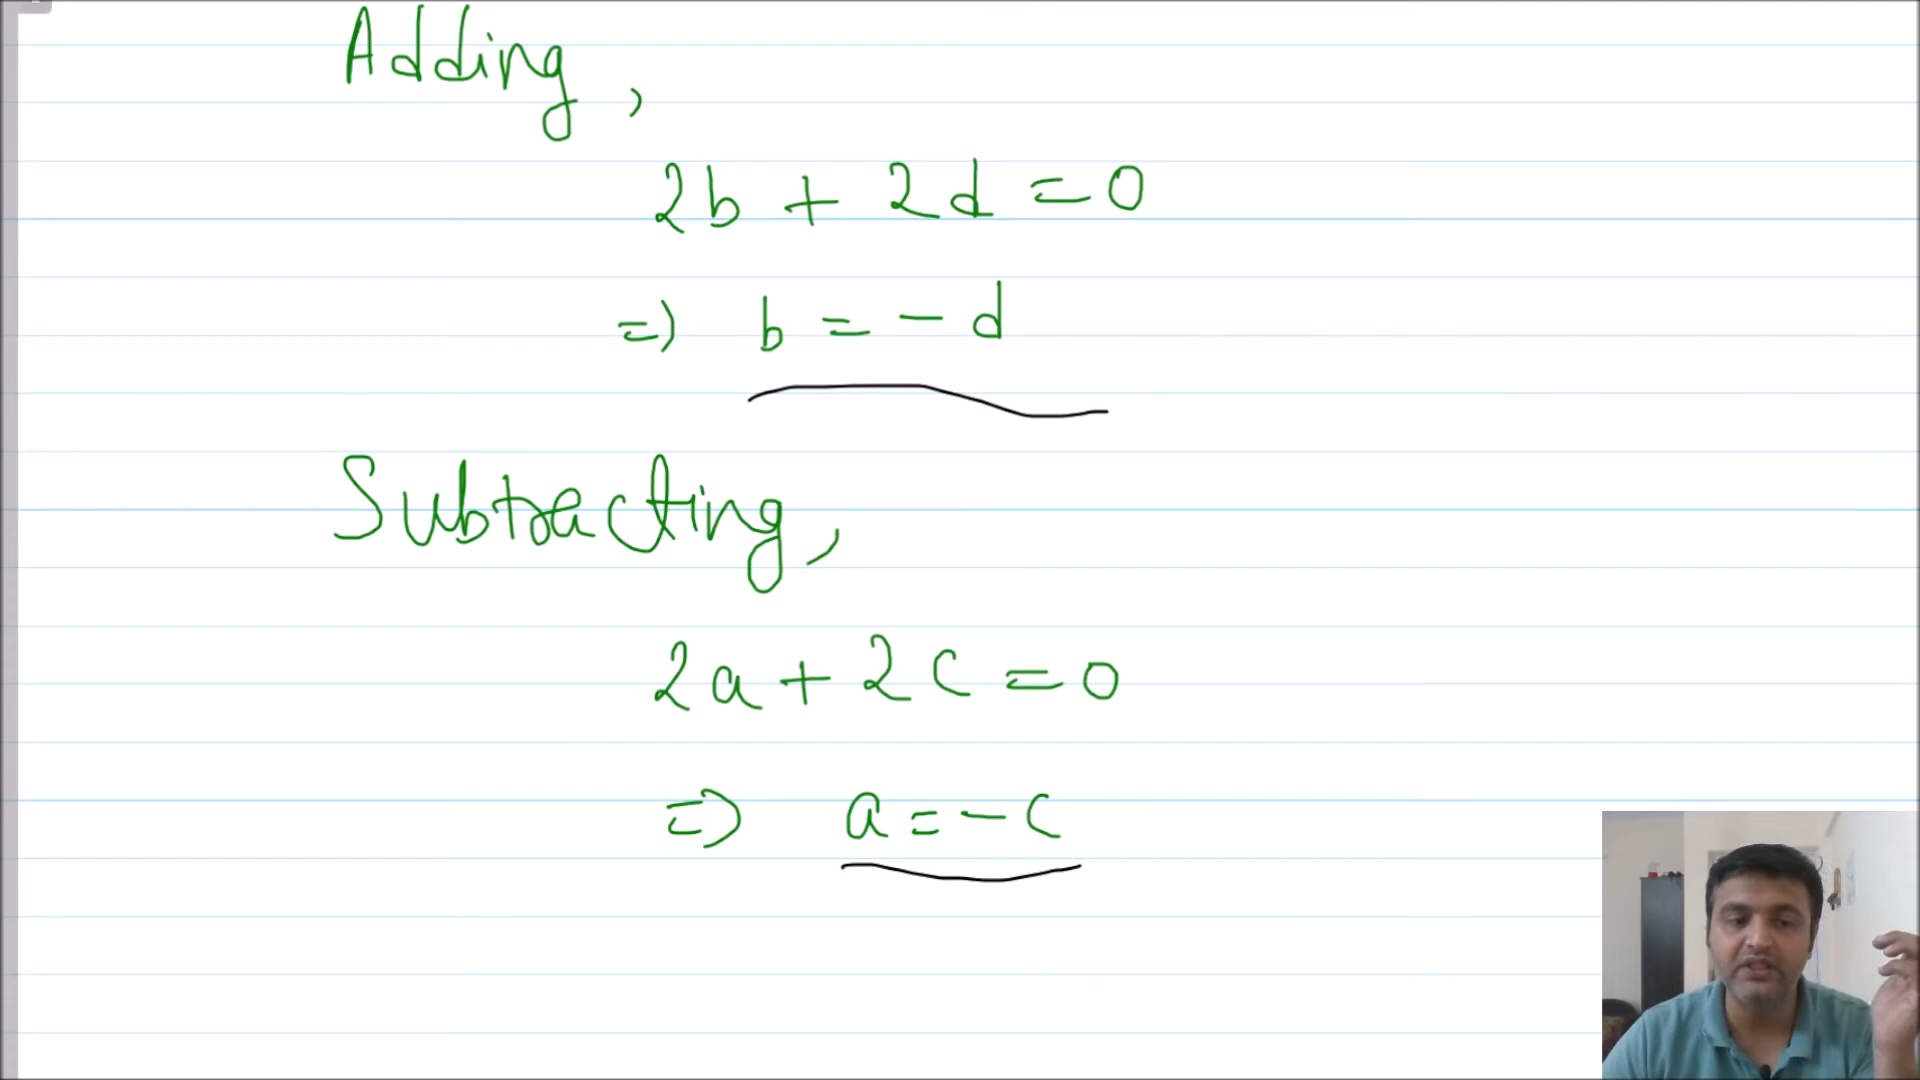 Adding,
2b + 2d = 0
=> b = - d
Subtracting,
2a + 2c = 0
=> a = - c